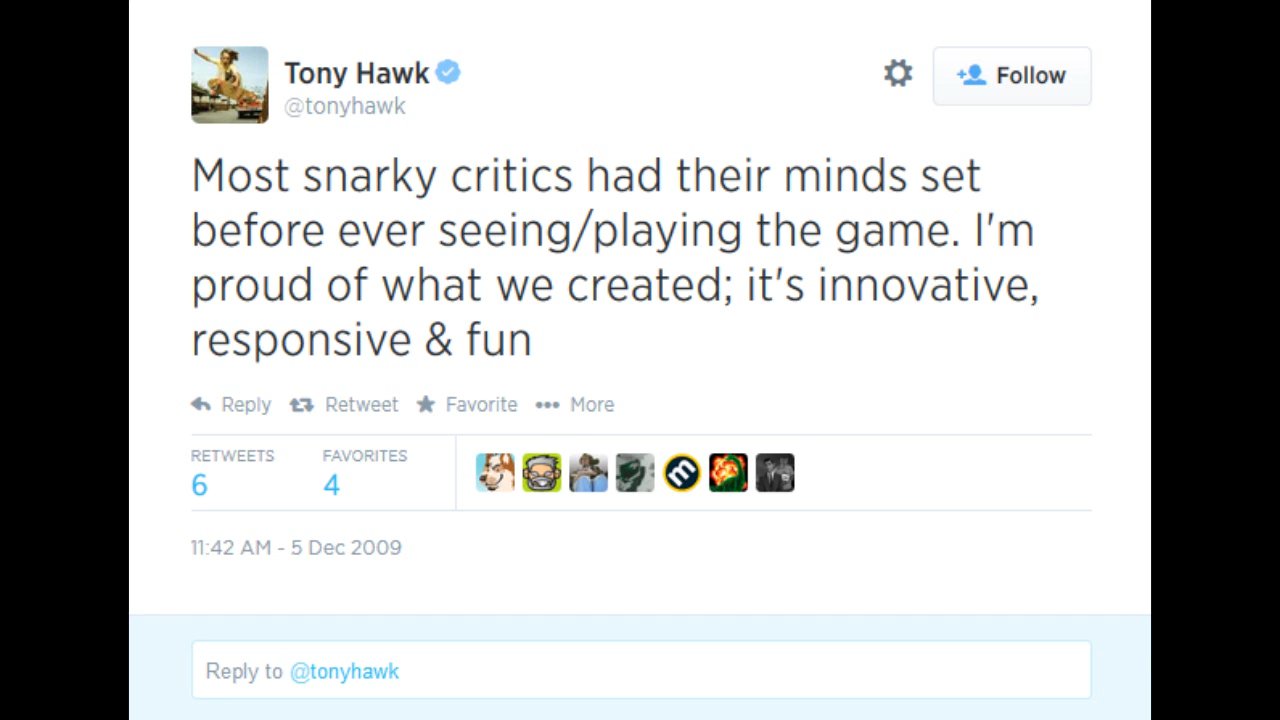 Tony Hawk
@tonyhawk
Follow
Most snarky critics had their minds set
before ever seeing/playing the game. I'm
proud of what we created; it's innovative,
responsive & fun
Reply Retweet Favorite ••• More
RETWEETS FAVORITES
6 4
m
11:42 AM - 5 Dec 2009
Reply to @tonyhawk